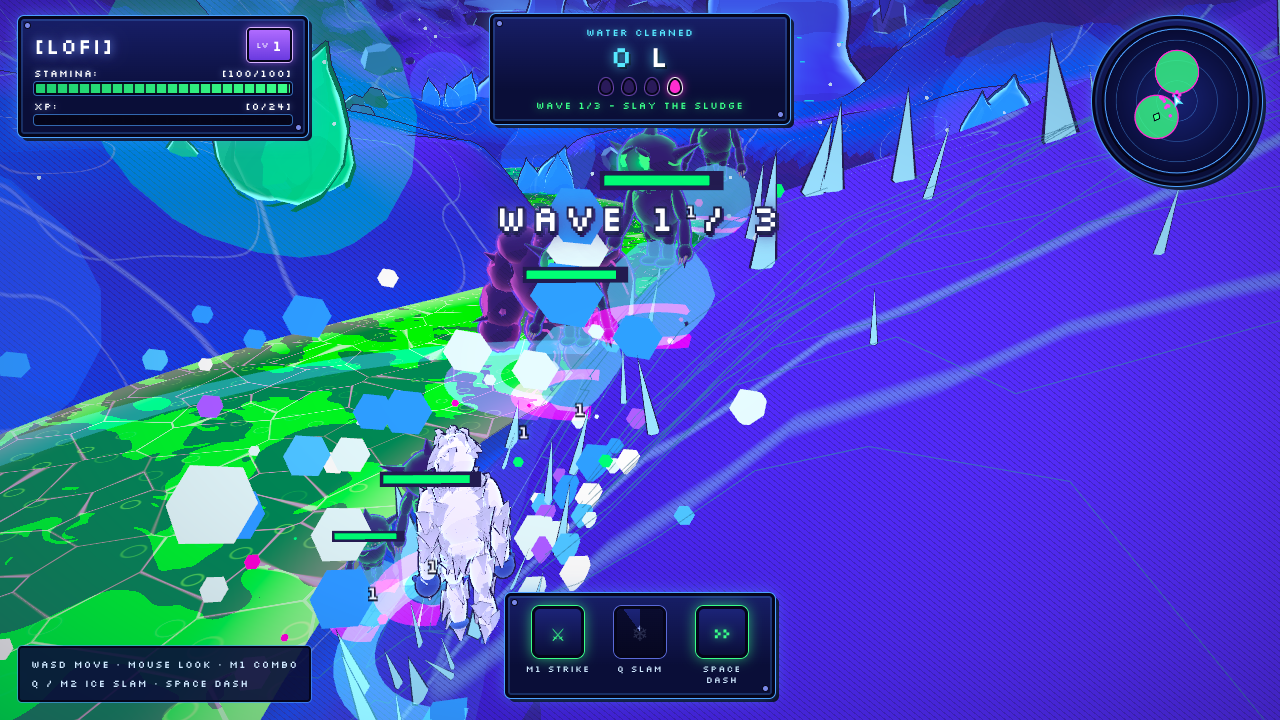 [LOFI]
LV 1
STAMINA: [100/100]
XP: [0/24]
WATER CLEANED
0 L
WAVE 1/3 - SLAY THE SLUDGE
WAVE 1/3
1
1
1
1
1
WASD MOVE · MOUSE LOOK · M1 COMBO
Q / M2 ICE SLAM · SPACE DASH
M1 STRIKE
Q SLAM
SPACE
DASH